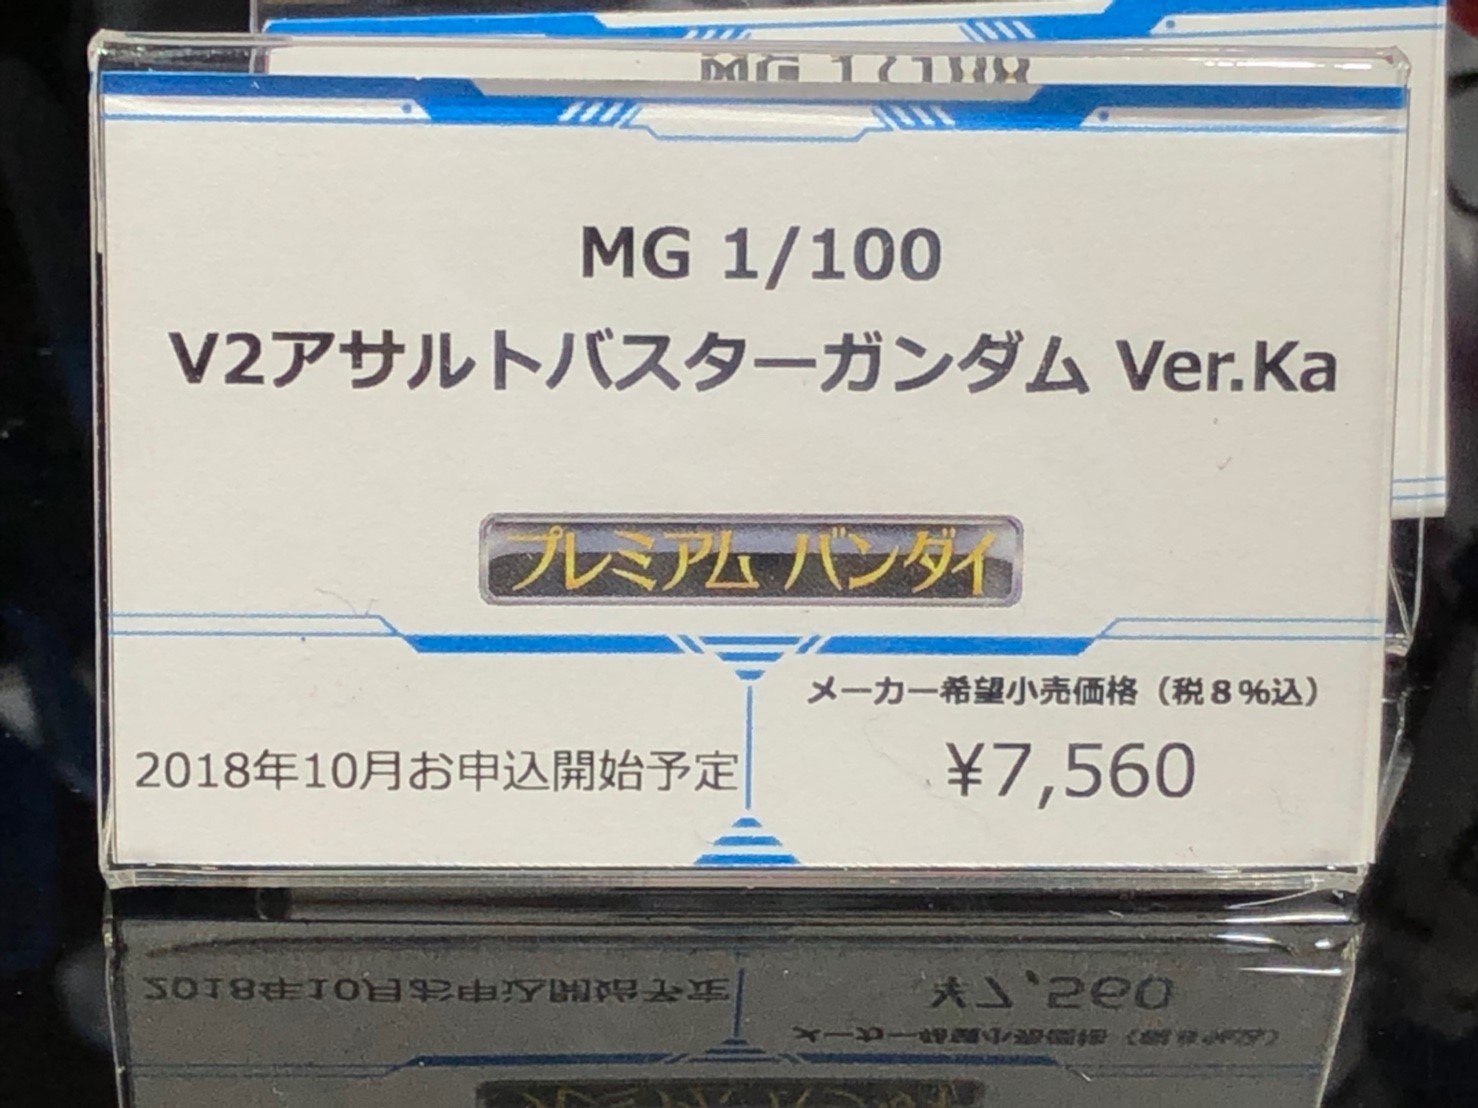 MG 1/100
V2アサルトバスターガンダム Ver.Ka
プレミアム バンダイ
メーカー希望小売価格（税８％込）
2018年10月お申込開始予定
¥7,560